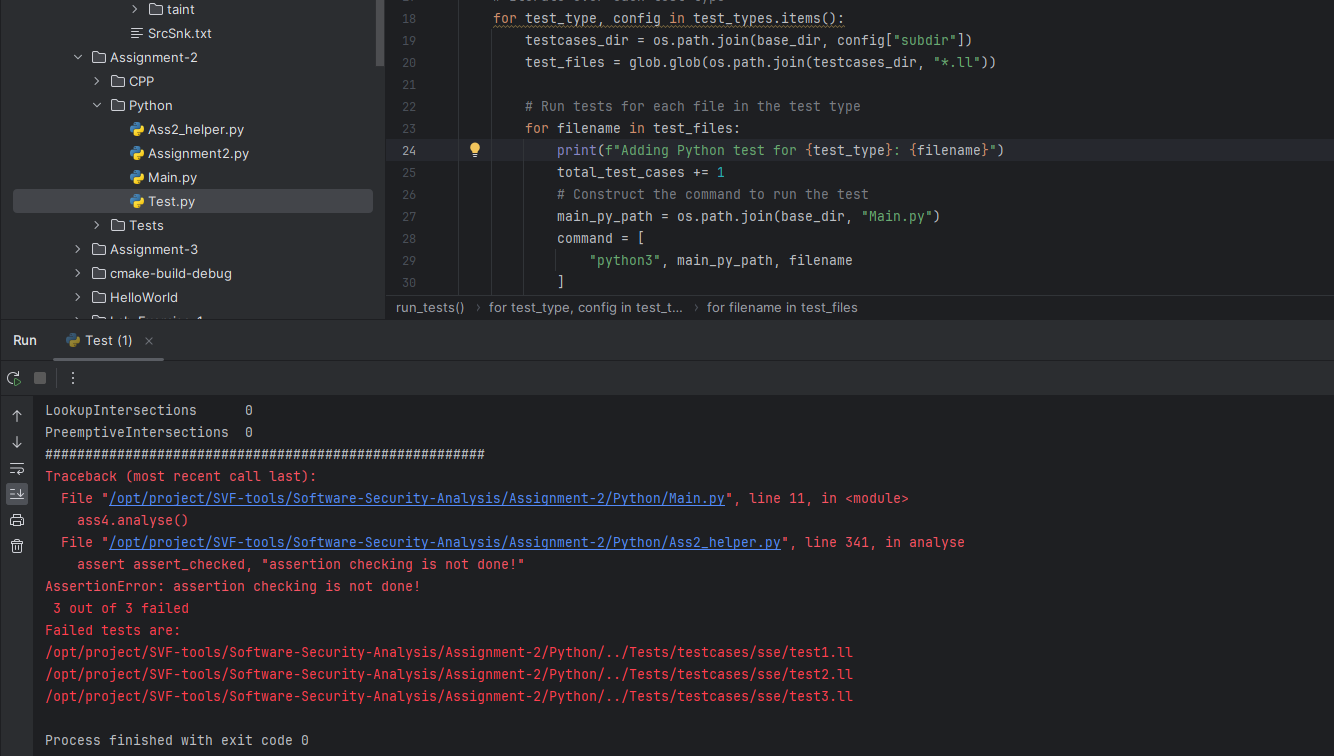 taint
SrcSnk.txt
Assignment-2
CPP
Python
Ass2_helper.py
Assignment2.py
Main.py
Test.py
Tests
Assignment-3
cmake-build-debug
HelloWorld
18 for test_type, config in test_types.items():
19 testcases_dir = os.path.join(base_dir, config["subdir"])
20 test_files = glob.glob(os.path.join(testcases_dir, "*.ll"))
21
22 # Run tests for each file in the test type
23 for filename in test_files:
24 print(f"Adding Python test for {test_type}: {filename}")
25 total_test_cases += 1
26 # Construct the command to run the test
27 main_py_path = os.path.join(base_dir, "Main.py")
28 command = [
29 "python3", main_py_path, filename
30 ]
run_tests() › for test_type, config in test_t... › for filename in test_files
Run Test (1)
LookupIntersections 0
PreemptiveIntersections 0
#######################################################
Traceback (most recent call last):
File "/opt/project/SVF-tools/Software-Security-Analysis/Assignment-2/Python/Main.py", line 11, in <module>
ass4.analyse()
File "/opt/project/SVF-tools/Software-Security-Analysis/Assignment-2/Python/Ass2_helper.py", line 341, in analyse
assert assert_checked, "assertion checking is not done!"
AssertionError: assertion checking is not done!
3 out of 3 failed
Failed tests are:
/opt/project/SVF-tools/Software-Security-Analysis/Assignment-2/Python/../Tests/testcases/sse/test1.ll
/opt/project/SVF-tools/Software-Security-Analysis/Assignment-2/Python/../Tests/testcases/sse/test2.ll
/opt/project/SVF-tools/Software-Security-Analysis/Assignment-2/Python/../Tests/testcases/sse/test3.ll
Process finished with exit code 0